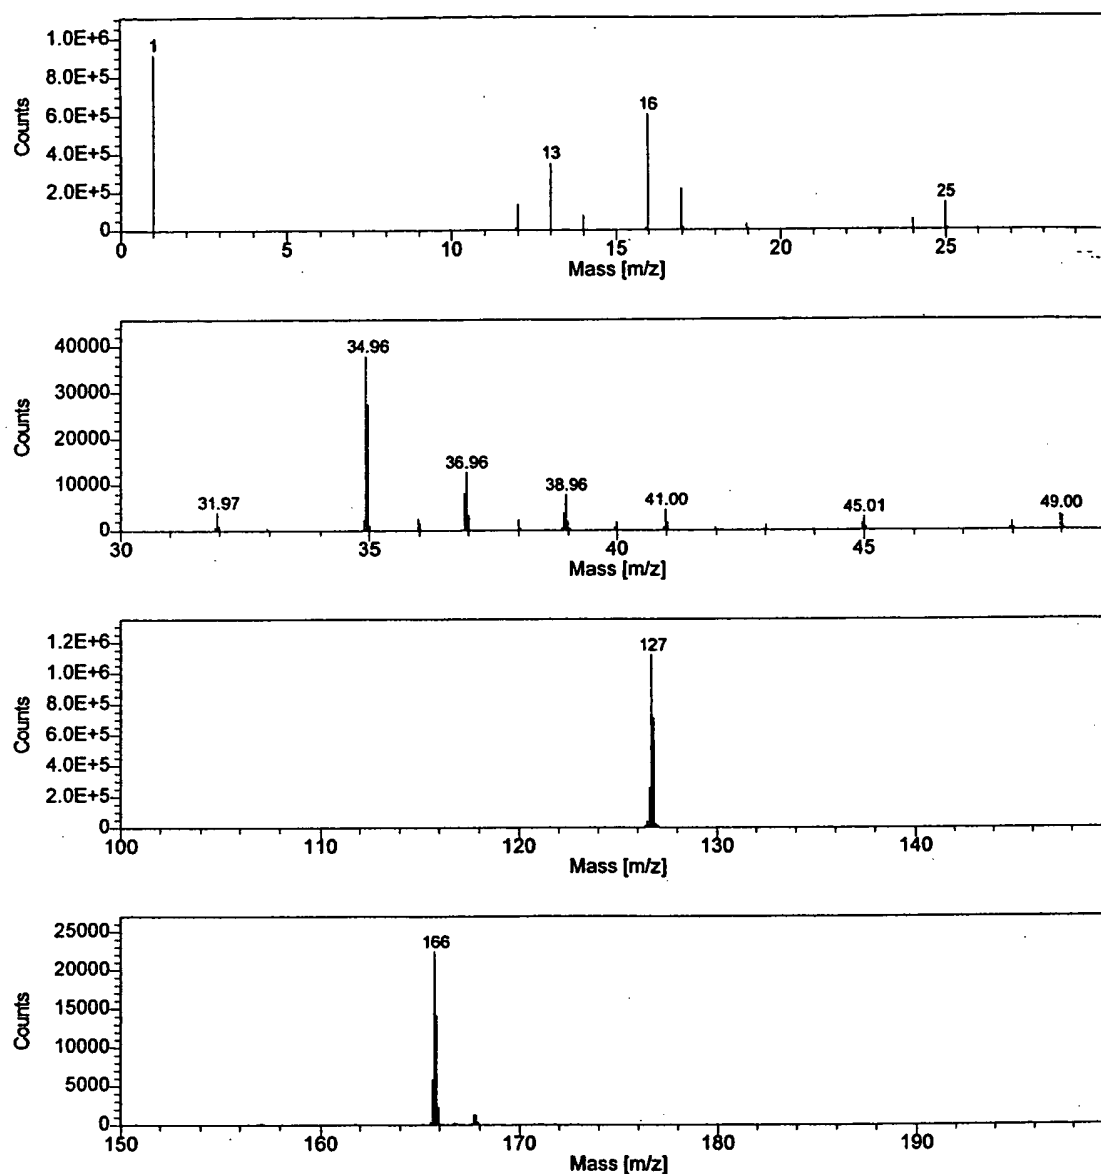 1.0E+6
8.0E+5
6.0E+5
4.0E+5
2.0E+5
0
Counts
1
13
16
25
0 5 10 15 20 25
Mass [m/z]
40000
30000
20000
10000
0
Counts
34.96
36.96
38.96
31.97
41.00
45.01
49.00
30 35 40 45
Mass [m/z]
1.2E+6
1.0E+6
8.0E+5
6.0E+5
4.0E+5
2.0E+5
0
Counts
127
100 110 120 130 140
Mass [m/z]
25000
20000
15000
10000
5000
0
Counts
166
150 160 170 180 190
Mass [m/z]